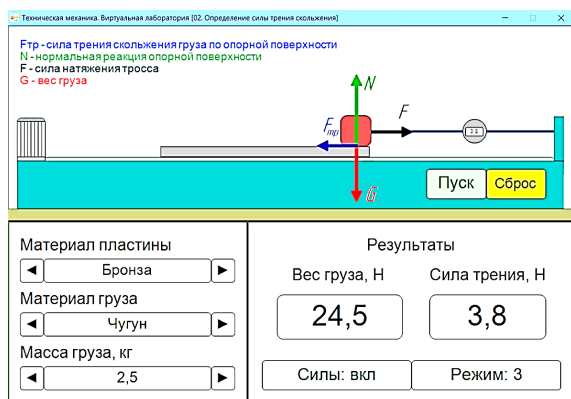 Техническая механика. Виртуальная лаборатория [02. Определение силы трения скольжения]
Fтр - сила трения скольжения груза по опорной поверхности
N - нормальная реакция опорной поверхности
F - сила натяжения тросса
G - вес груза
N
F
Fтр
3.8
G
Пуск
Сброс
Материал пластины
Бронза
Материал груза
Чугун
Масса груза, кг
2,5
Результаты
Вес груза, Н
Сила трения, Н
24,5
3,8
Силы: вкл
Режим: 3